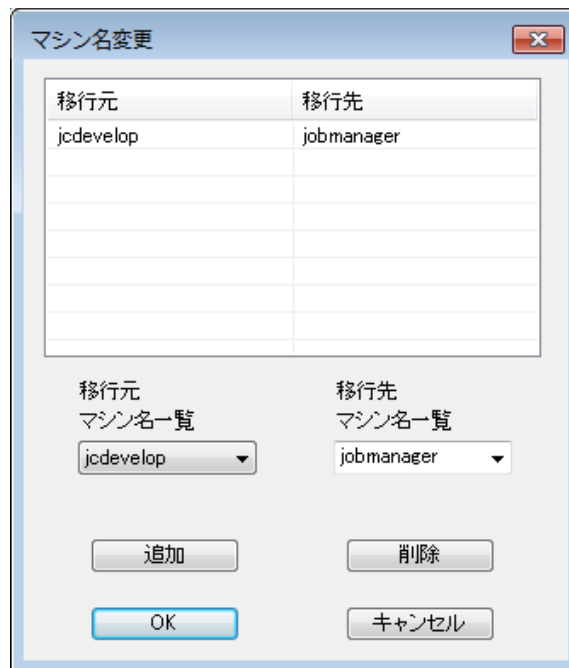 マシン名変更
移行元 移行先
jcdevelop jobmanager
移行元 移行先
マシン名一覧 マシン名一覧
jcdevelop jobmanager
追加 削除
OK キャンセル